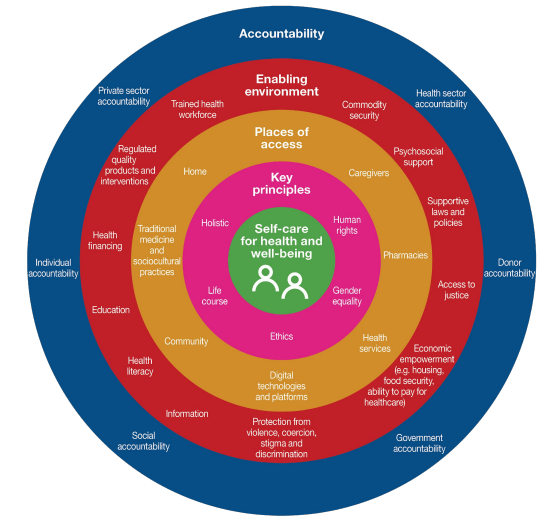 Accountability
Private sector
accountability
Health sector
accountability
Individual
accountability
Donor
accountability
Social
accountability
Government
accountability
Enabling
environment
Trained health
workforce
Commodity
security
Regulated
quality
products and
interventions
Psychosocial
support
Supportive
laws and
policies
Health
financing
Access to
justice
Education
Economic
empowerment
(e.g. housing,
food security,
ability to pay for
healthcare)
Health
literacy
Information
Protection from
violence, coercion,
stigma and
discrimination
Places of
access
Home
Caregivers
Traditional
medicine
and
sociocultural
practices
Pharmacies
Community
Health
services
Digital
technologies
and platforms
Key
principles
Holistic
Human
rights
Life
course
Gender
equality
Ethics
Self-care
for health and
well-being